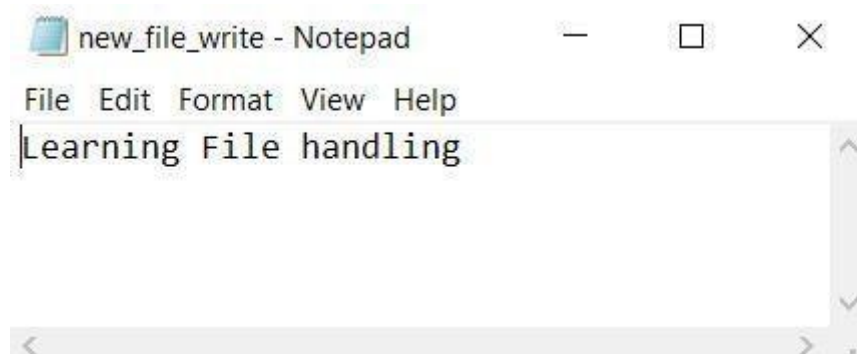 new_file_write - Notepad
File Edit Format View Help
Learning File handling